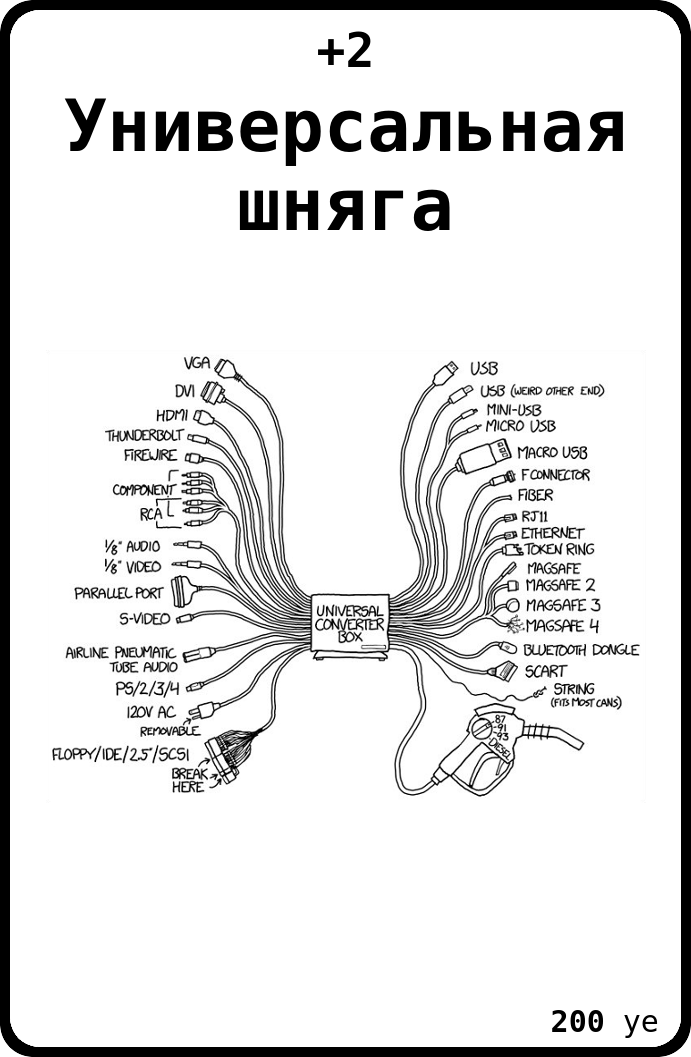 +2
Универсальная
шняга
VGA
DVI
HDMI
THUNDERBOLT
FIREWIRE
COMPONENT
RCA
1/8" AUDIO
1/8" VIDEO
PARALLEL PORT
S-VIDEO
AIRLINE PNEUMATIC
TUBE AUDIO
PS/2/3/4
120V AC
REMOVABLE
FLOPPY/IDE/2.5"/SCSI
BREAK
HERE
UNIVERSAL
CONVERTER
BOX
USB
USB (WEIRD OTHER END)
MINI-USB
MICRO USB
MACRO USB
F CONNECTOR
FIBER
RJ11
ETHERNET
TOKEN RING
MAGSAFE
MAGSAFE 2
MAGSAFE 3
MAGSAFE 4
BLUETOOTH DONGLE
SCART
STRING
(FITS MOST CANS)
87
91
93
DIESEL
200 уе